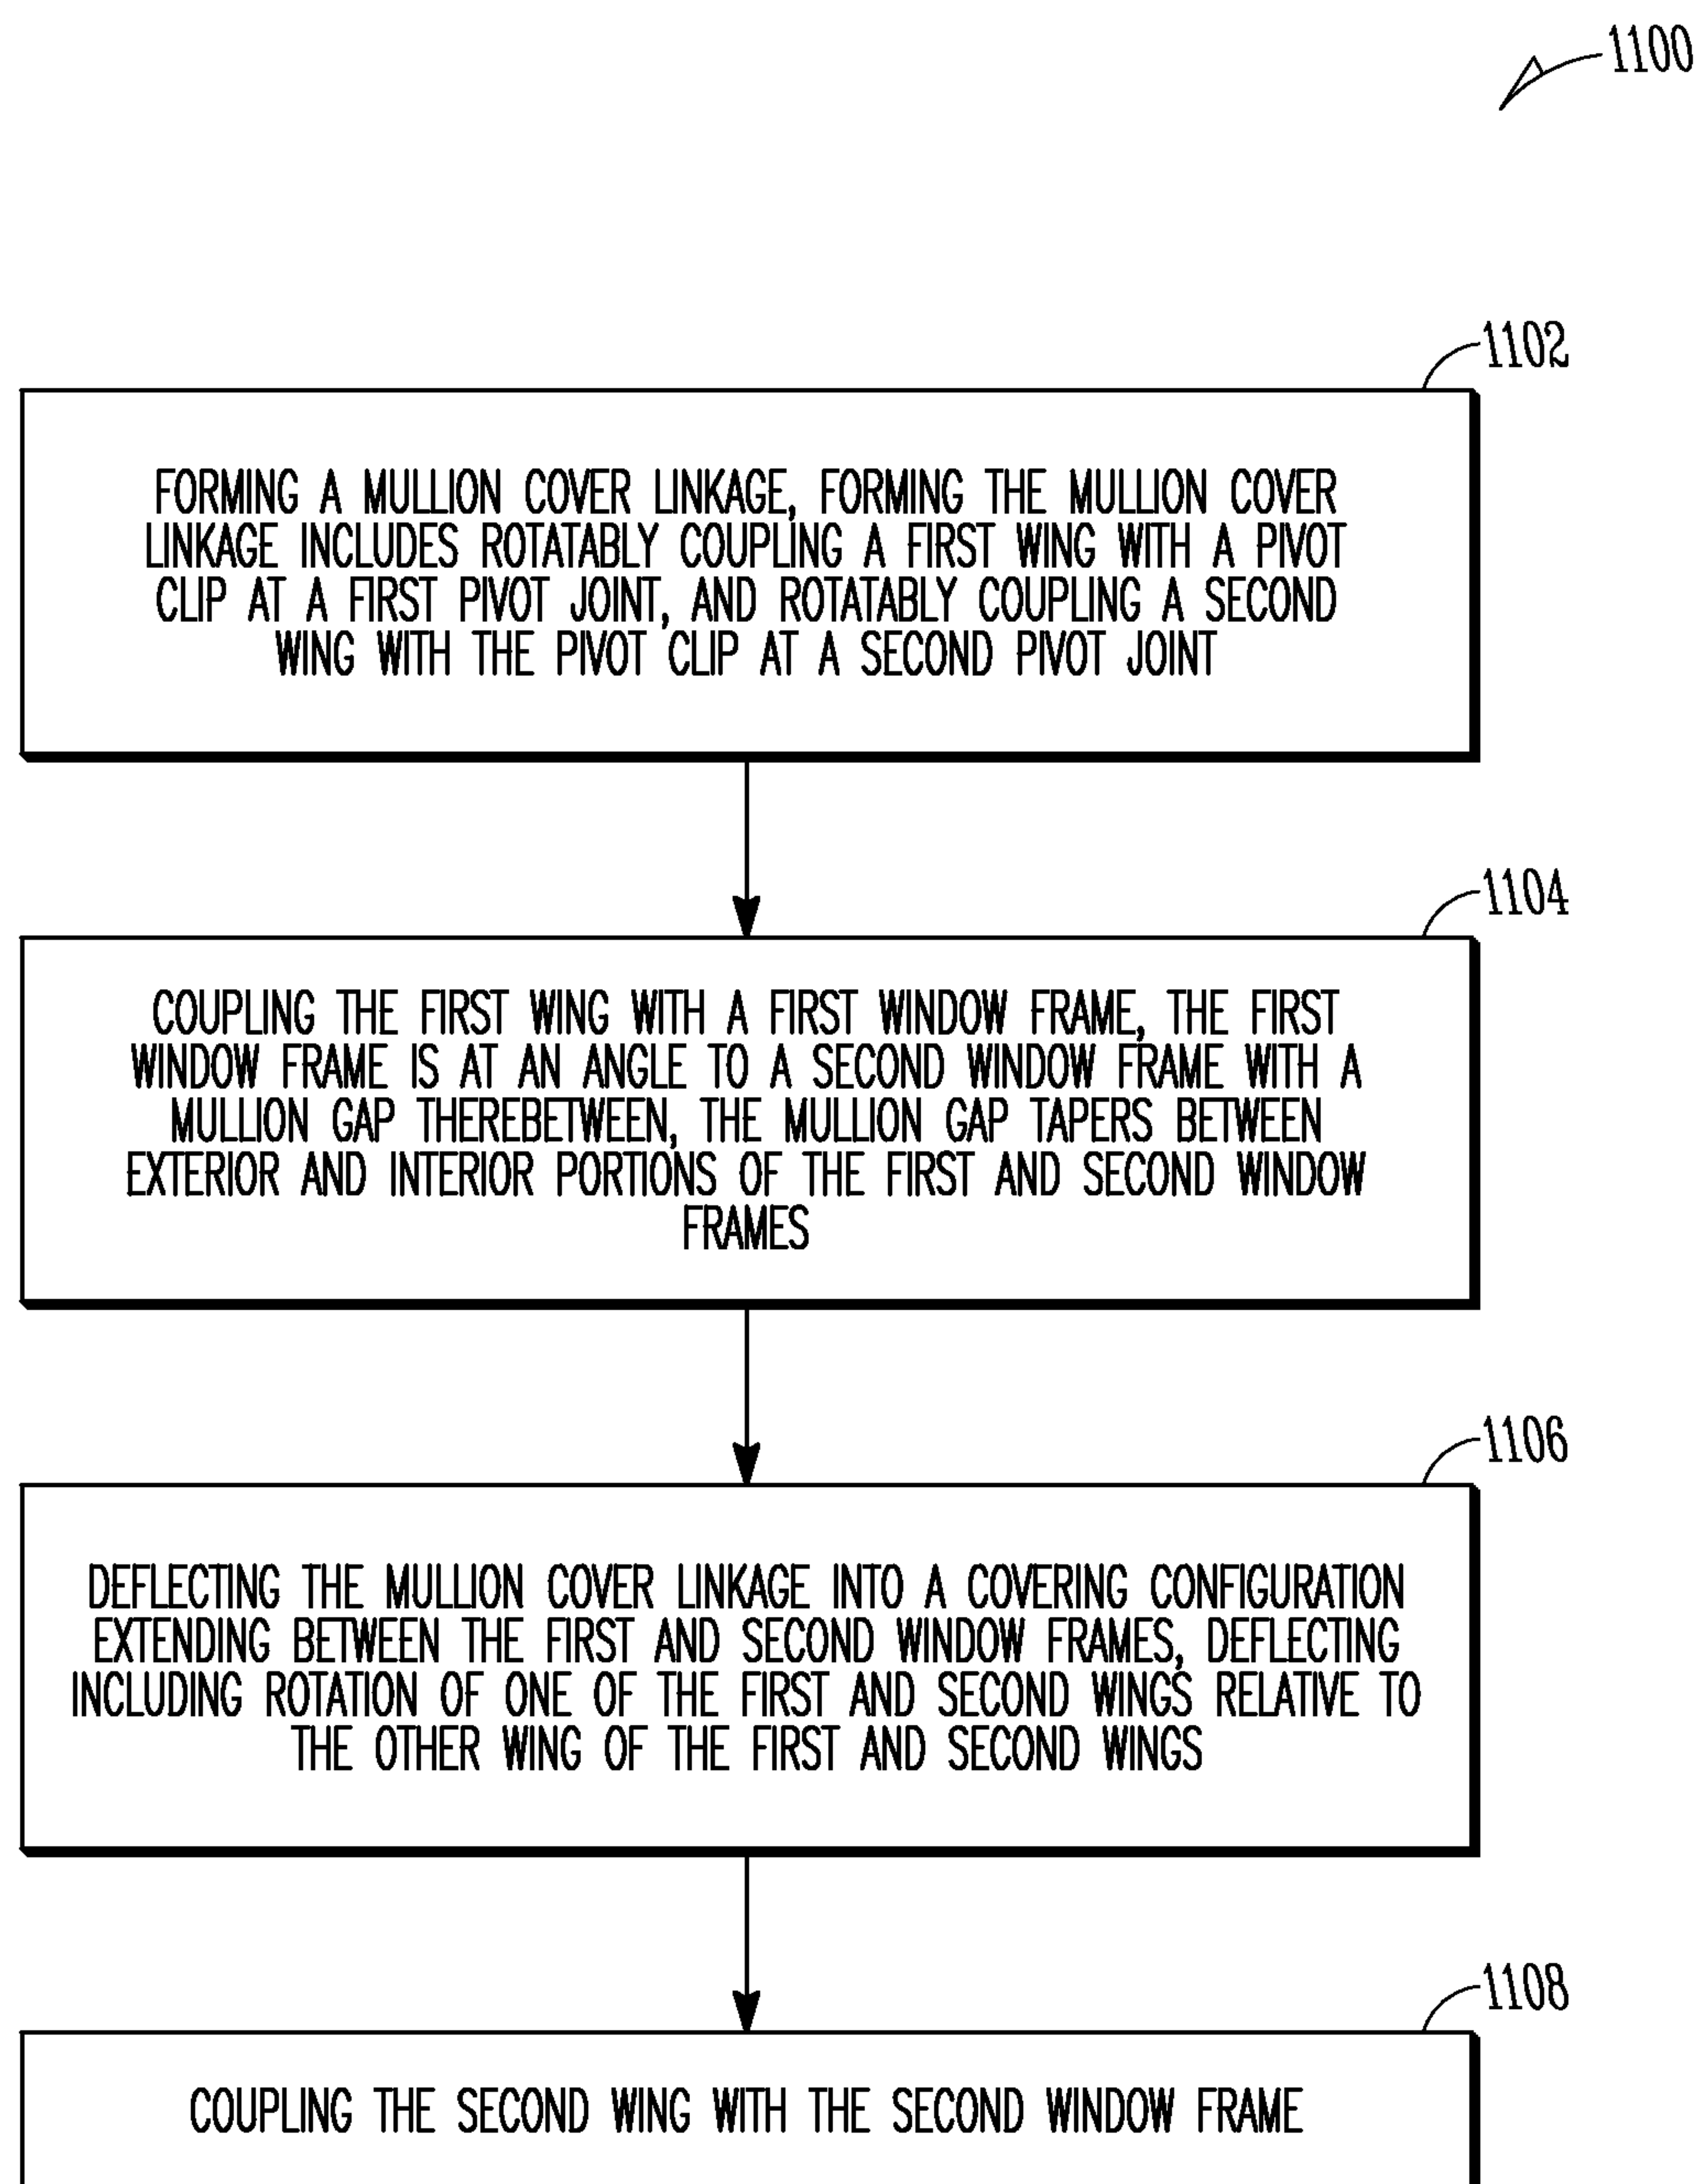 1100
1102
FORMING A MULLION COVER LINKAGE, FORMING THE MULLION COVER
LINKAGE INCLUDES ROTATABLY COUPLING A FIRST WING WITH A PIVOT
CLIP AT A FIRST PIVOT JOINT, AND ROTATABLY COUPLING A SECOND
WING WITH THE PIVOT CLIP AT A SECOND PIVOT JOINT
1104
COUPLING THE FIRST WING WITH A FIRST WINDOW FRAME, THE FIRST
WINDOW FRAME IS AT AN ANGLE TO A SECOND WINDOW FRAME WITH A
MULLION GAP THEREBETWEEN, THE MULLION GAP TAPERS BETWEEN
EXTERIOR AND INTERIOR PORTIONS OF THE FIRST AND SECOND WINDOW
FRAMES
1106
DEFLECTING THE MULLION COVER LINKAGE INTO A COVERING CONFIGURATION
EXTENDING BETWEEN THE FIRST AND SECOND WINDOW FRAMES, DEFLECTING
INCLUDING ROTATION OF ONE OF THE FIRST AND SECOND WINGS RELATIVE TO
THE OTHER WING OF THE FIRST AND SECOND WINGS
1108
COUPLING THE SECOND WING WITH THE SECOND WINDOW FRAME